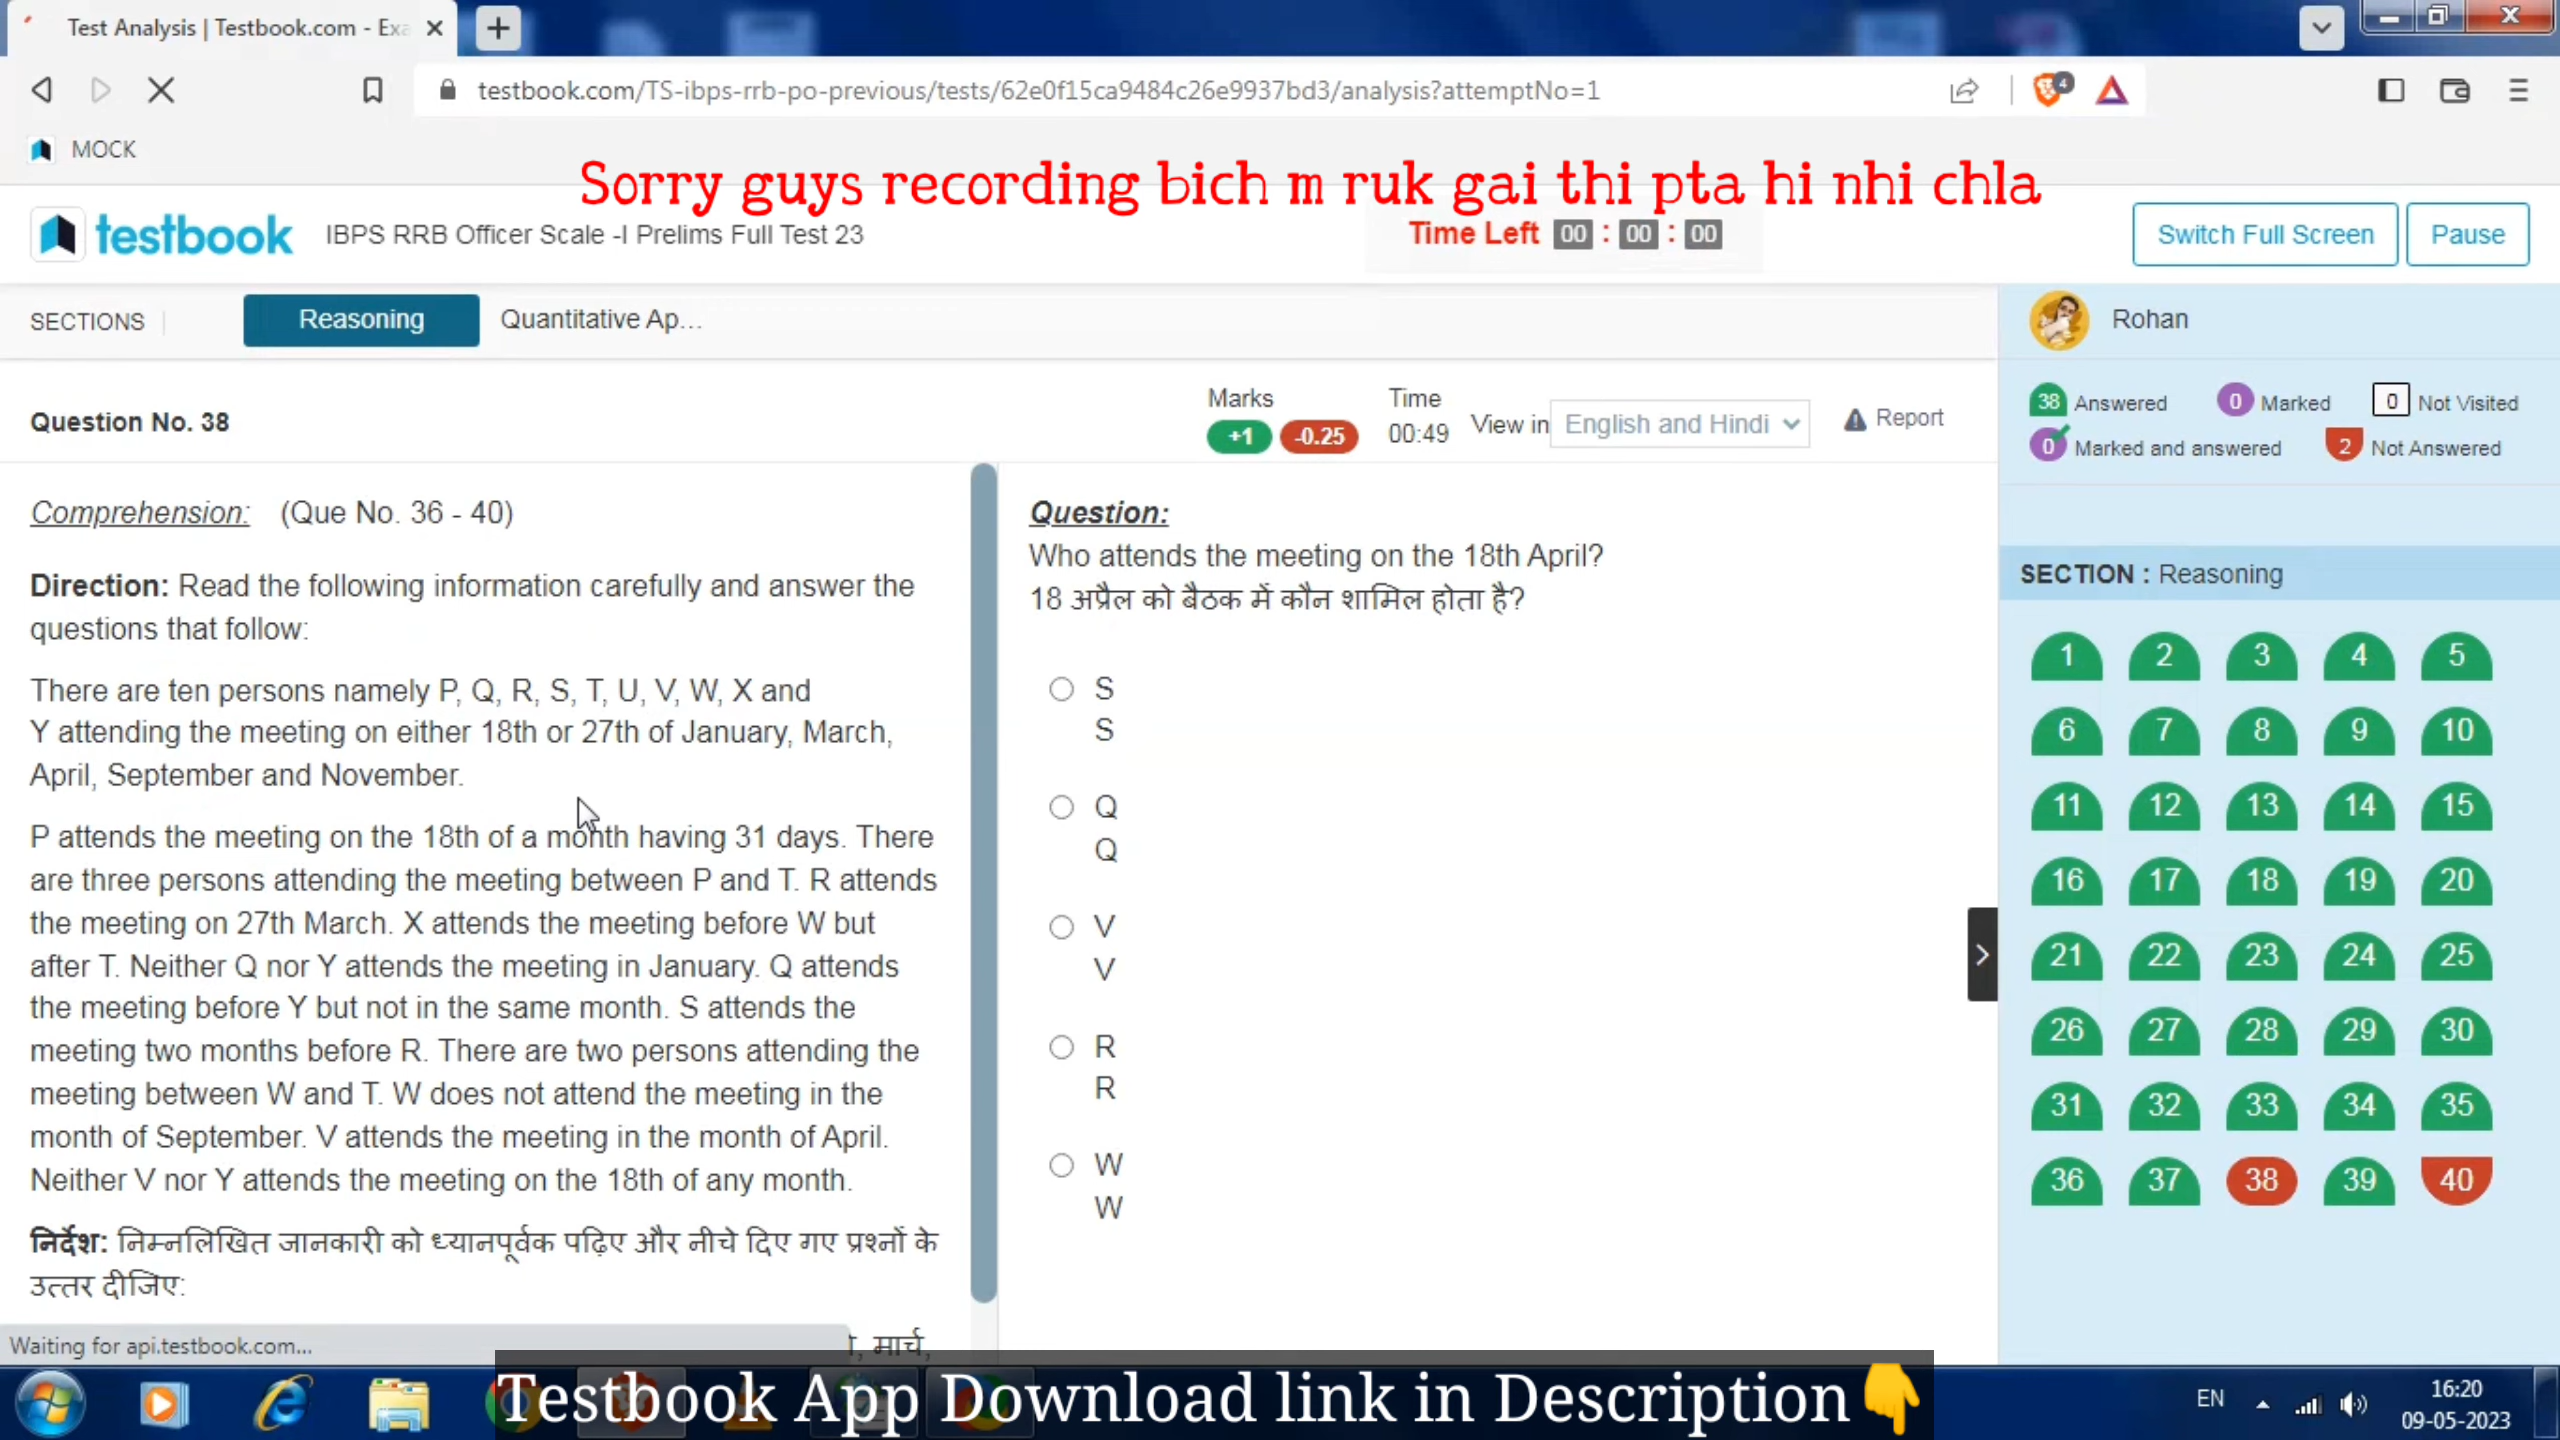 Test Analysis | Testbook.com - Exa
testbook.com/TS-ibps-rrb-po-previous/tests/62e0f15ca9484c26e9937bd3/analysis?attemptNo=1
4
MOCK
Sorry guys recording bich m ruk gai thi pta hi nhi chla
testbook
IBPS RRB Officer Scale -I Prelims Full Test 23
Time Left 00 : 00 : 00
Switch Full Screen
Pause
SECTIONS
Reasoning
Quantitative Ap...
Rohan
38 Answered
0 Marked
0 Not Visited
0 Marked and answered
2 Not Answered
Question No. 38
Marks
+1 -0.25
Time
00:49
View in English and Hindi
Report
Comprehension: (Que No. 36 - 40)
Direction: Read the following information carefully and answer the
questions that follow:
There are ten persons namely P, Q, R, S, T, U, V, W, X and
Y attending the meeting on either 18th or 27th of January, March,
April, September and November.
P attends the meeting on the 18th of a month having 31 days. There
are three persons attending the meeting between P and T. R attends
the meeting on 27th March. X attends the meeting before W but
after T. Neither Q nor Y attends the meeting in January. Q attends
the meeting before Y but not in the same month. S attends the
meeting two months before R. There are two persons attending the
meeting between W and T. W does not attend the meeting in the
month of September. V attends the meeting in the month of April.
Neither V nor Y attends the meeting on the 18th of any month.
निर्देश: निम्नलिखित जानकारी को ध्यानपूर्वक पढ़िए और नीचे दिए गए प्रश्नों के
उत्तर दीजिए:
मार्च,
Waiting for api.testbook.com...
Question:
Who attends the meeting on the 18th April?
18 अप्रैल को बैठक में कौन शामिल होता है?
S
S
Q
Q
V
V
R
R
W
W
SECTION : Reasoning
1 2 3 4 5
6 7 8 9 10
11 12 13 14 15
16 17 18 19 20
21 22 23 24 25
26 27 28 29 30
31 32 33 34 35
36 37 38 39 40
Testbook App Download link in Description👇
EN
16:20
09-05-2023